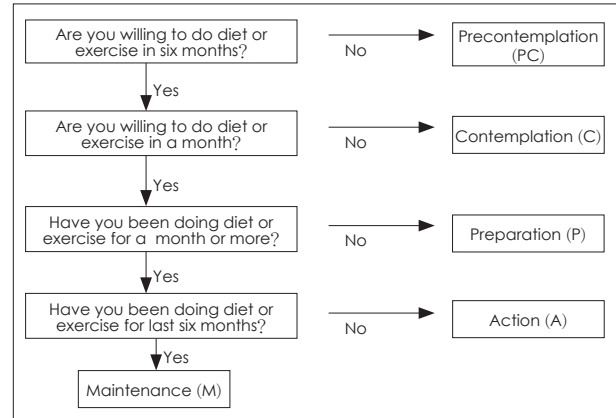 Are you willing to do diet or
exercise in six months?
No
Precontemplation
(PC)
Yes
Are you willing to do diet or
exercise in a month?
No
Contemplation (C)
Yes
Have you been doing diet or
exercise for a month or more?
No
Preparation (P)
Yes
Have you been doing diet or
exercise for last six months?
No
Action (A)
Yes
Maintenance (M)